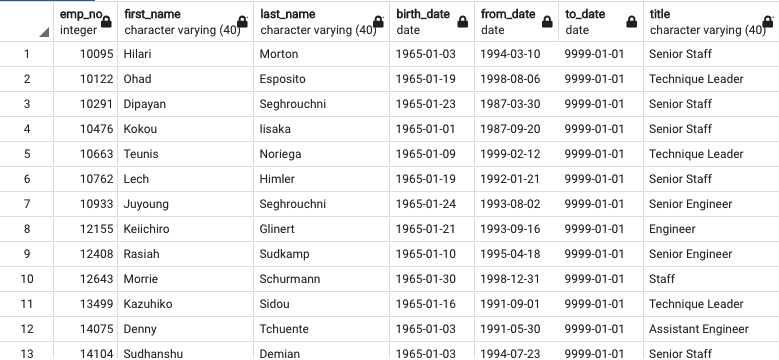 emp_no first_name last_name birth_date from_date to_date title
integer character varying (40) character varying (40) date date date character varying (40)
1 10095 Hilari Morton 1965-01-03 1994-03-10 9999-01-01 Senior Staff
2 10122 Ohad Esposito 1965-01-19 1998-08-06 9999-01-01 Technique Leader
3 10291 Dipayan Seghrouchni 1965-01-23 1987-03-30 9999-01-01 Senior Staff
4 10476 Kokou Iisaka 1965-01-01 1987-09-20 9999-01-01 Senior Staff
5 10663 Teunis Noriega 1965-01-09 1999-02-12 9999-01-01 Technique Leader
6 10762 Lech Himler 1965-01-19 1992-01-21 9999-01-01 Senior Staff
7 10933 Juyoung Seghrouchni 1965-01-24 1993-08-02 9999-01-01 Senior Engineer
8 12155 Keiichiro Glinert 1965-01-21 1993-09-16 9999-01-01 Engineer
9 12408 Rasiah Sudkamp 1965-01-10 1995-04-18 9999-01-01 Senior Engineer
10 12643 Morrie Schurmann 1965-01-30 1998-12-31 9999-01-01 Staff
11 13499 Kazuhiko Sidou 1965-01-16 1991-09-01 9999-01-01 Technique Leader
12 14075 Denny Tchuente 1965-01-03 1991-05-30 9999-01-01 Assistant Engineer
13 14104 Sudhanshu Demian 1965-01-03 1994-07-23 9999-01-01 Senior Staff